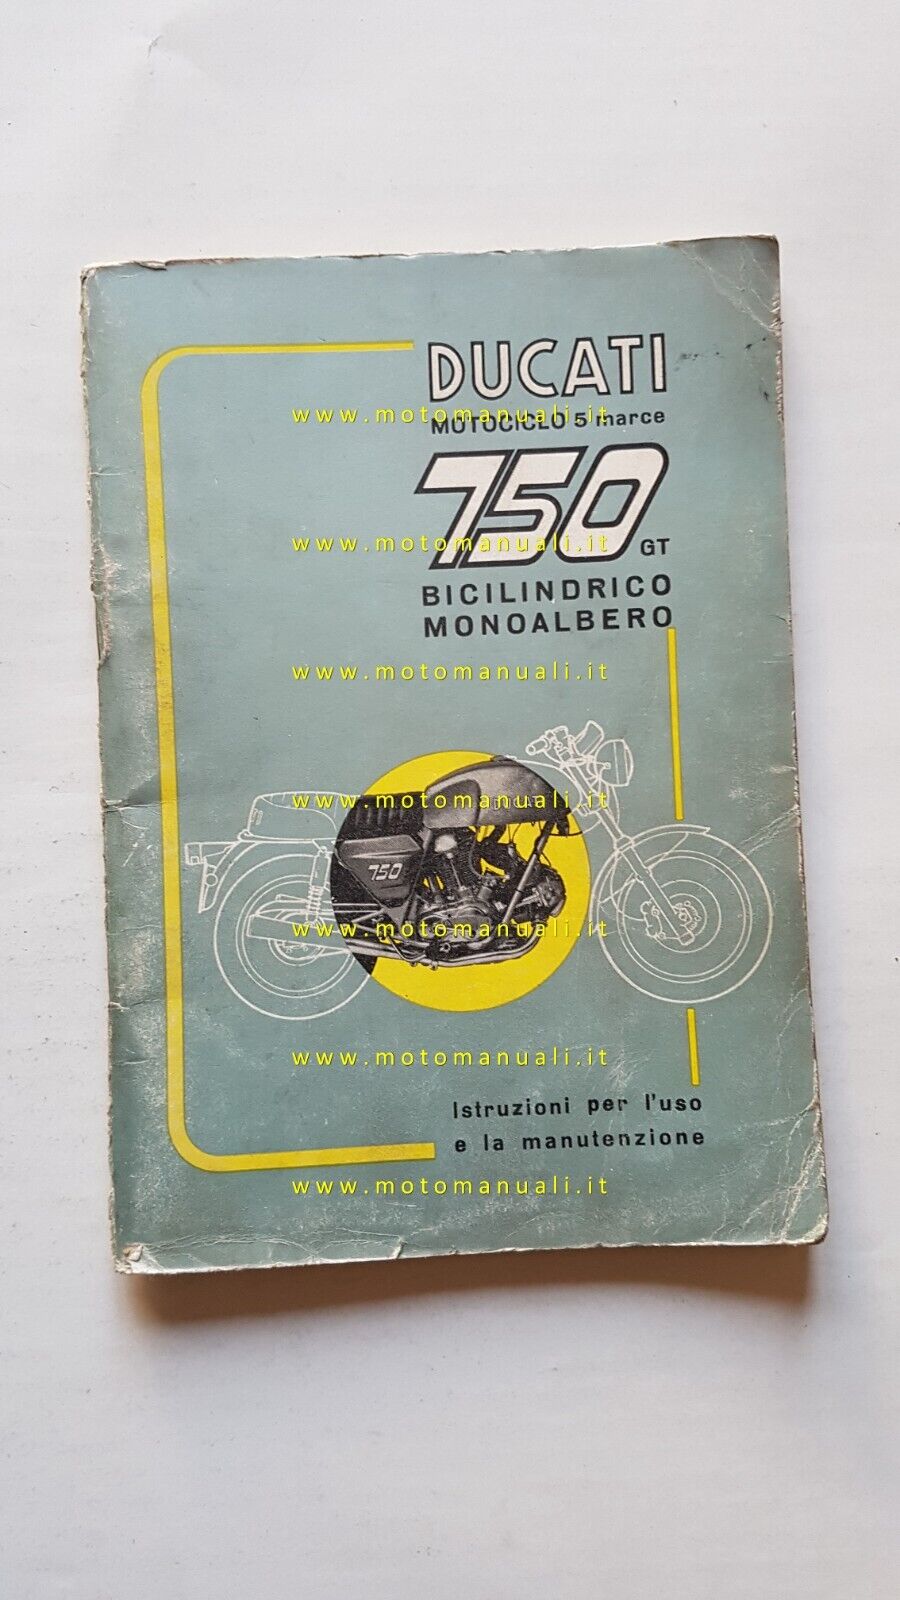 DUCATI
www.motomanuali.it
MOTOCICLO 5 marce
750 GT
www.motomanuali.it
BICILINDRICO
MONOALBERO
www.motomanuali.it
www.motomanuali.it
DUCATI
750
www.motomanuali.it
www.motomanuali.it
Istruzioni per l'uso
e la manutenzione
www.motomanuali.it